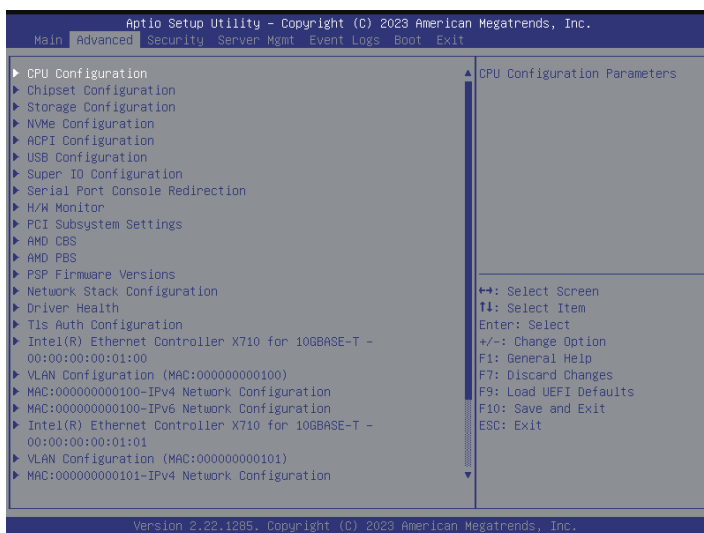 Aptio Setup Utility – Copyright (C) 2023 American Megatrends, Inc.
Main Advanced Security Server Mgmt Event Logs Boot Exit
CPU Configuration
Chipset Configuration
Storage Configuration
NVMe Configuration
ACPI Configuration
USB Configuration
Super IO Configuration
Serial Port Console Redirection
H/W Monitor
PCI Subsystem Settings
AMD CBS
AMD PBS
PSP Firmware Versions
Network Stack Configuration
Driver Health
Tls Auth Configuration
Intel(R) Ethernet Controller X710 for 10GBASE-T –
00:00:00:00:01:00
VLAN Configuration (MAC:000000000100)
MAC:000000000100-IPv4 Network Configuration
MAC:000000000100-IPv6 Network Configuration
Intel(R) Ethernet Controller X710 for 10GBASE-T –
00:00:00:00:01:01
VLAN Configuration (MAC:000000000101)
MAC:000000000101-IPv4 Network Configuration
CPU Configuration Parameters
↔: Select Screen
↑↓: Select Item
Enter: Select
+/-: Change Option
F1: General Help
F7: Discard Changes
F9: Load UEFI Defaults
F10: Save and Exit
ESC: Exit
Version 2.22.1285. Copyright (C) 2023 American Megatrends, Inc.